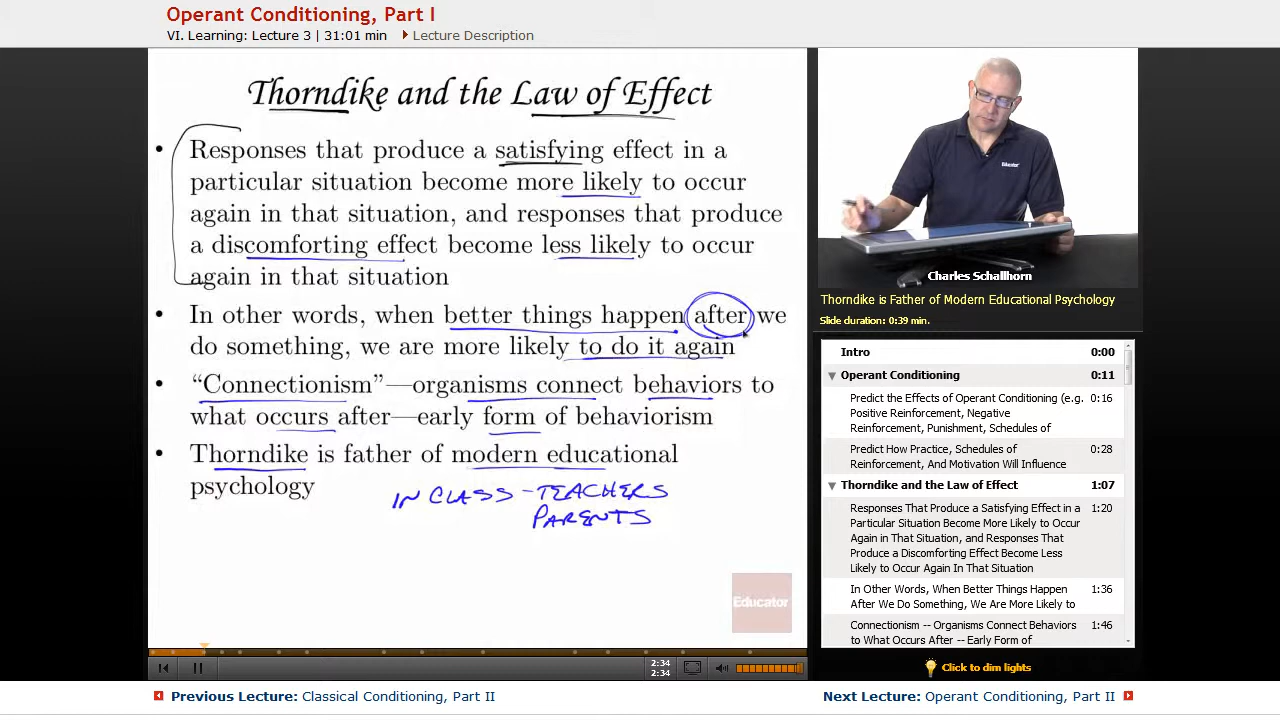 Operant Conditioning, Part I
VI. Learning: Lecture 3 | 31:01 min Lecture Description
Thorndike and the Law of Effect
• Responses that produce a satisfying effect in a
particular situation become more likely to occur
again in that situation, and responses that produce
a discomforting effect become less likely to occur
again in that situation
• In other words, when better things happen after we
do something, we are more likely to do it again
• “Connectionism”—organisms connect behaviors to
what occurs after—early form of behaviorism
• Thorndike is father of modern educational
psychology
IN CLASS - TEACHERS
PARENTS
Educator
Educator
Charles Schallhorn
Thorndike is Father of Modern Educational Psychology
Slide duration: 0:39 min.
Intro 0:00
Operant Conditioning 0:11
Predict the Effects of Operant Conditioning (e.g. 0:16
Positive Reinforcement, Negative
Reinforcement, Punishment, Schedules of
Predict How Practice, Schedules of 0:28
Reinforcement, And Motivation Will Influence
Thorndike and the Law of Effect 1:07
Responses That Produce a Satisfying Effect in a 1:20
Particular Situation Become More Likely to Occur
Again in That Situation, and Responses That
Produce a Discomforting Effect Become Less
Likely to Occur Again In That Situation
In Other Words, When Better Things Happen 1:36
After We Do Something, We Are More Likely to
Connectionism -- Organisms Connect Behaviors 1:46
to What Occurs After -- Early Form of
2:34
2:34
Click to dim lights
Previous Lecture: Classical Conditioning, Part II
Next Lecture: Operant Conditioning, Part II